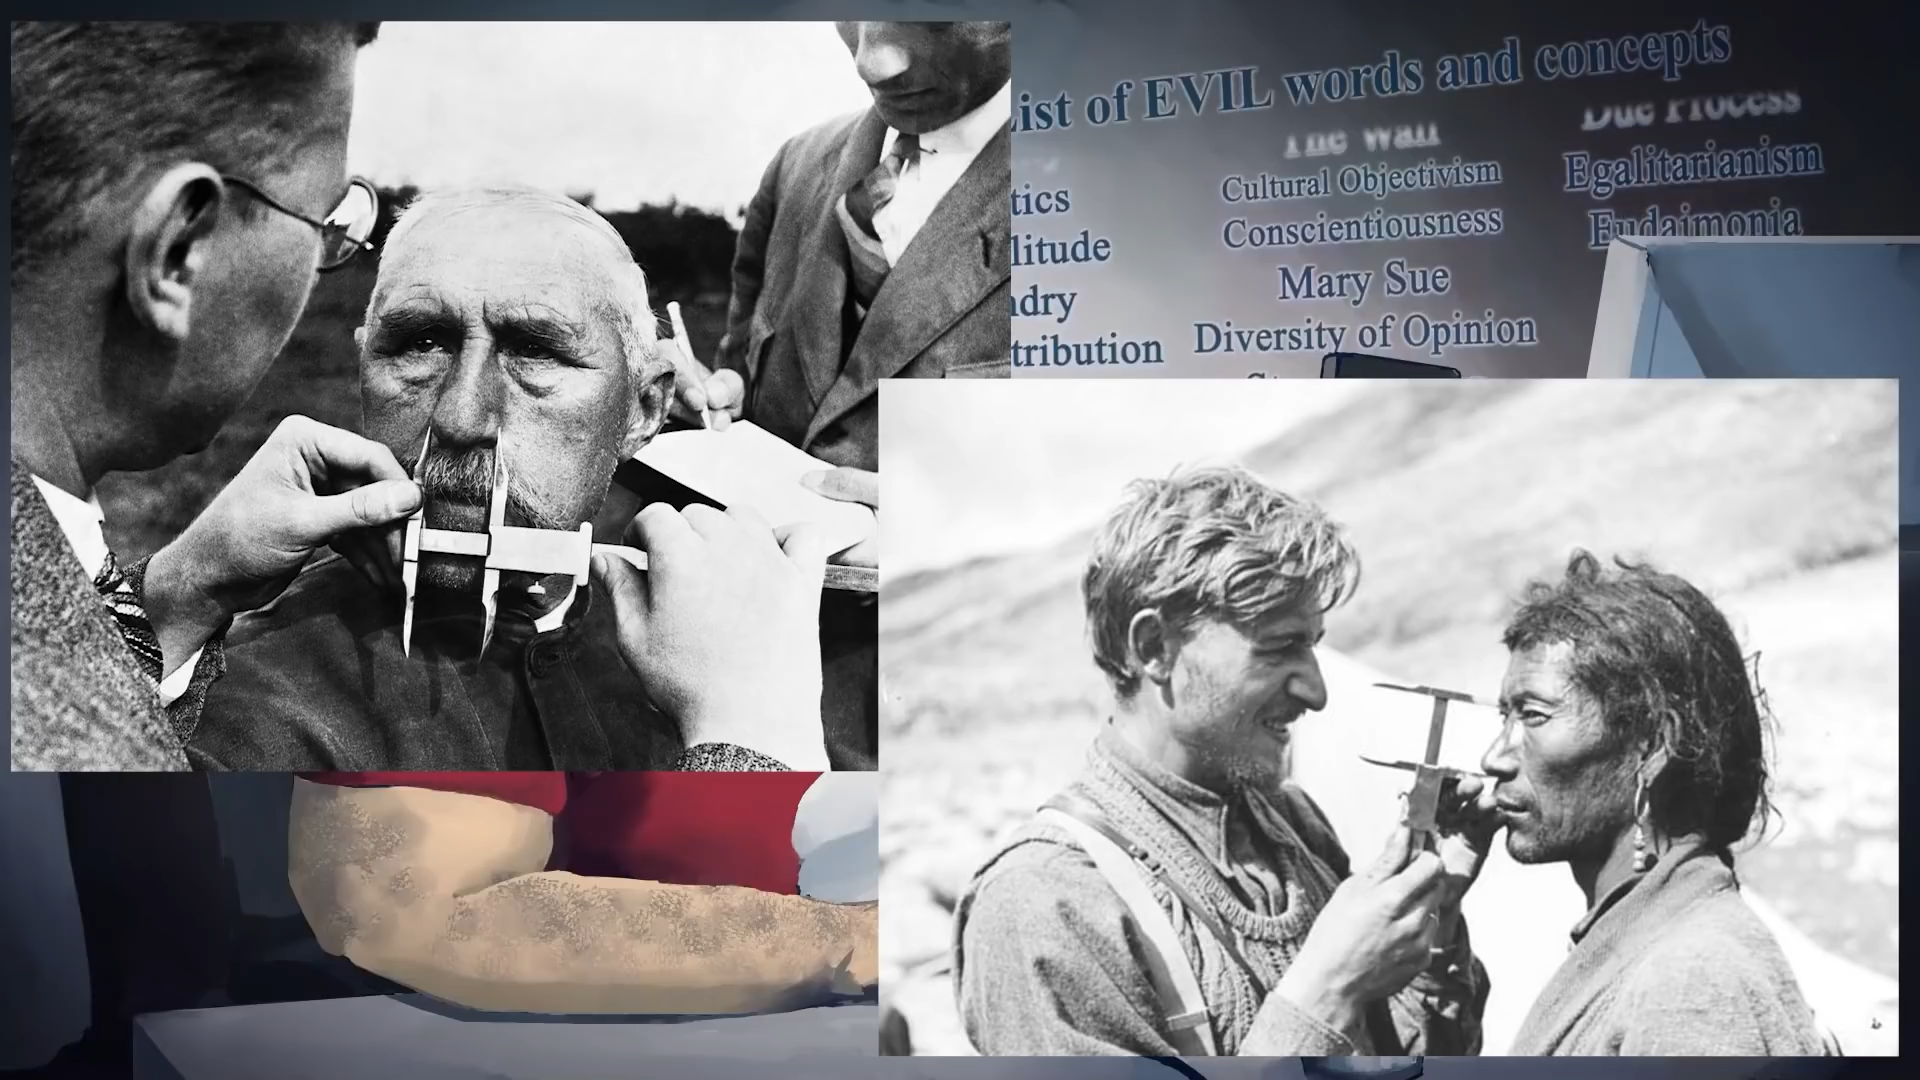 List of EVIL words and concepts
The Wall
Due Process
tics
Cultural Objectivism
Egalitarianism
litude
Conscientiousness
Eudaimonia
ndry
Mary Sue
tribution
Diversity of Opinion